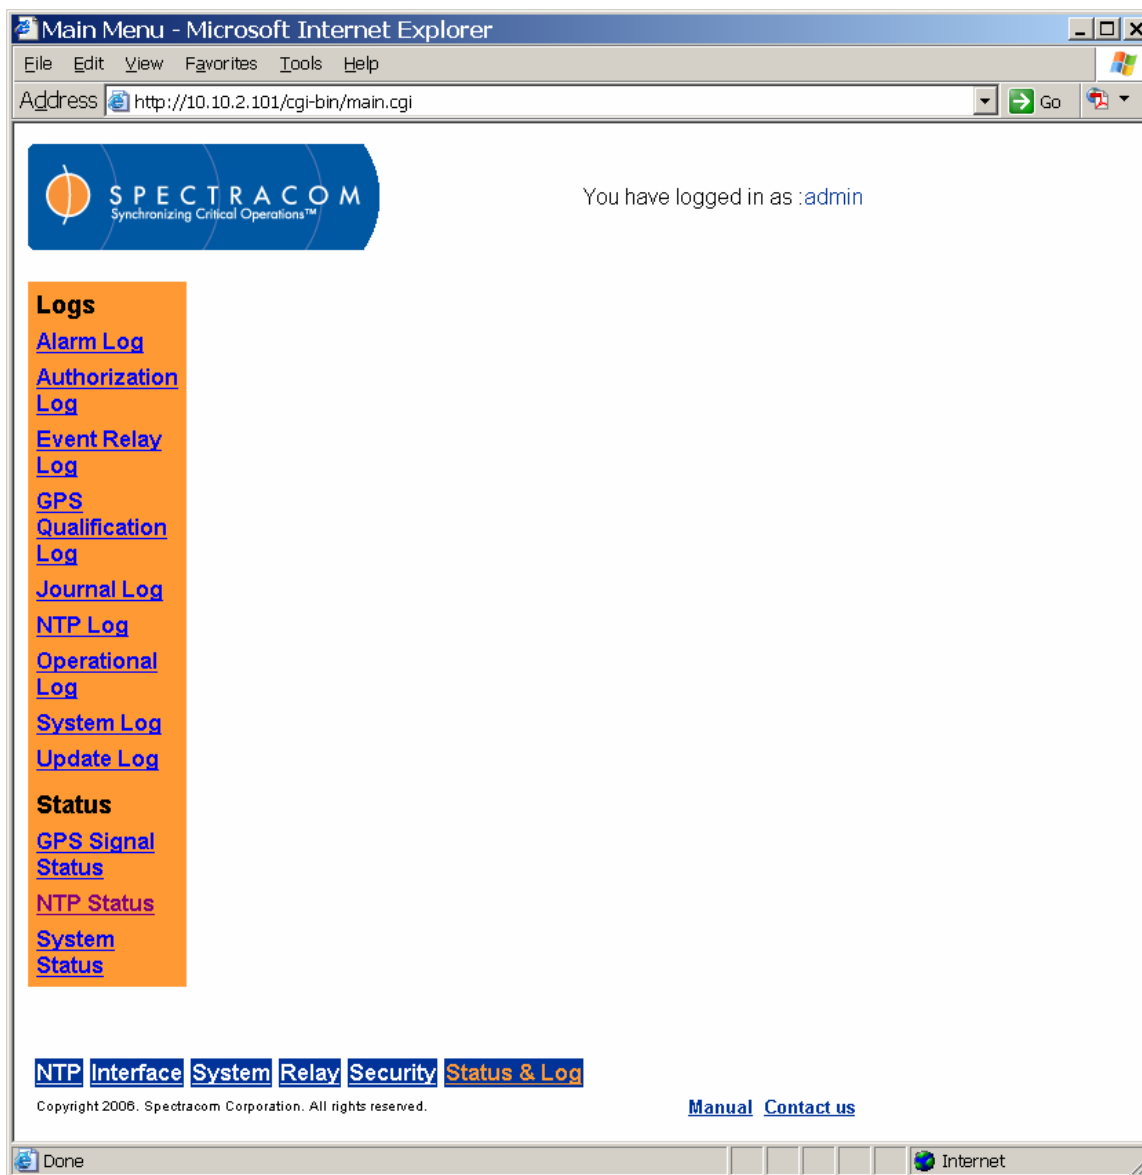 Main Menu - Microsoft Internet Explorer
File Edit View Favorites Tools Help
Address http://10.10.2.101/cgi-bin/main.cgi Go
SPECTRACOM
Synchronizing Critical Operations™
You have logged in as :admin
Logs
Alarm Log
Authorization
Log
Event Relay
Log
GPS
Qualification
Log
Journal Log
NTP Log
Operational
Log
System Log
Update Log
Status
GPS Signal
Status
NTP Status
System
Status
NTP Interface System Relay Security Status & Log
Copyright 2006. Spectracom Corporation. All rights reserved.
Manual Contact us
Done Internet